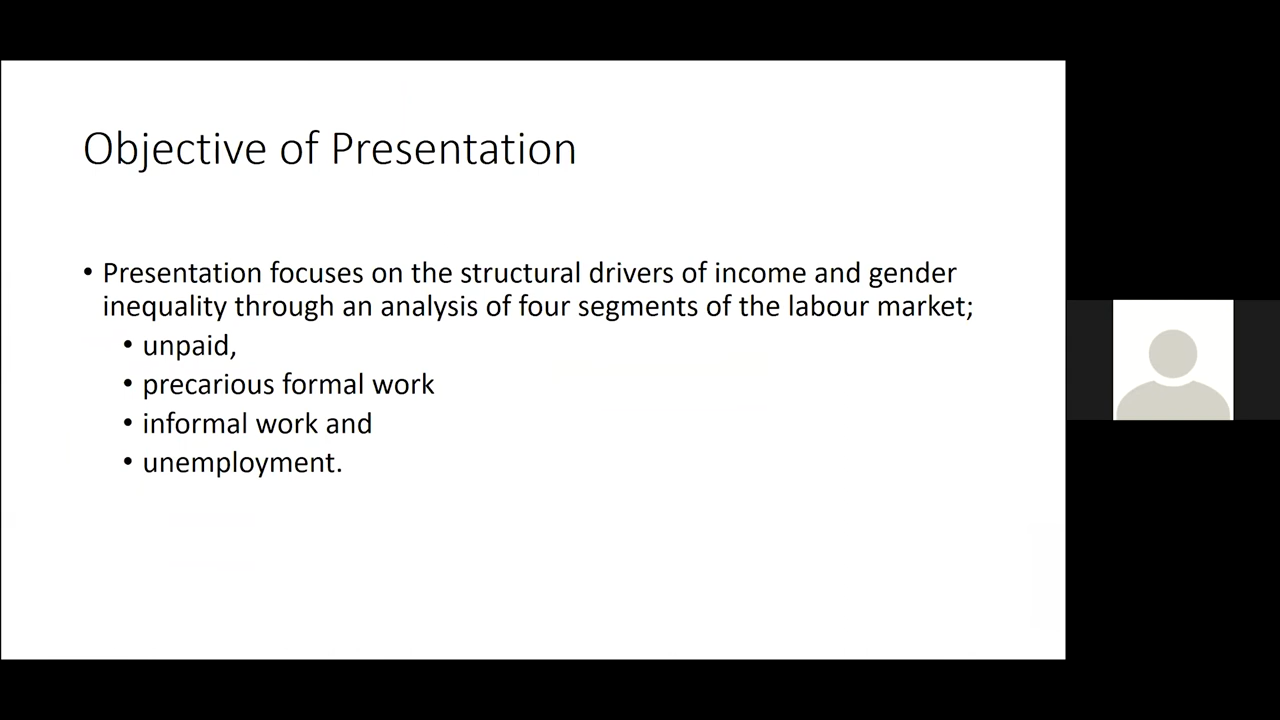 Objective of Presentation
• Presentation focuses on the structural drivers of income and gender
inequality through an analysis of four segments of the labour market;
• unpaid,
• precarious formal work
• informal work and
• unemployment.